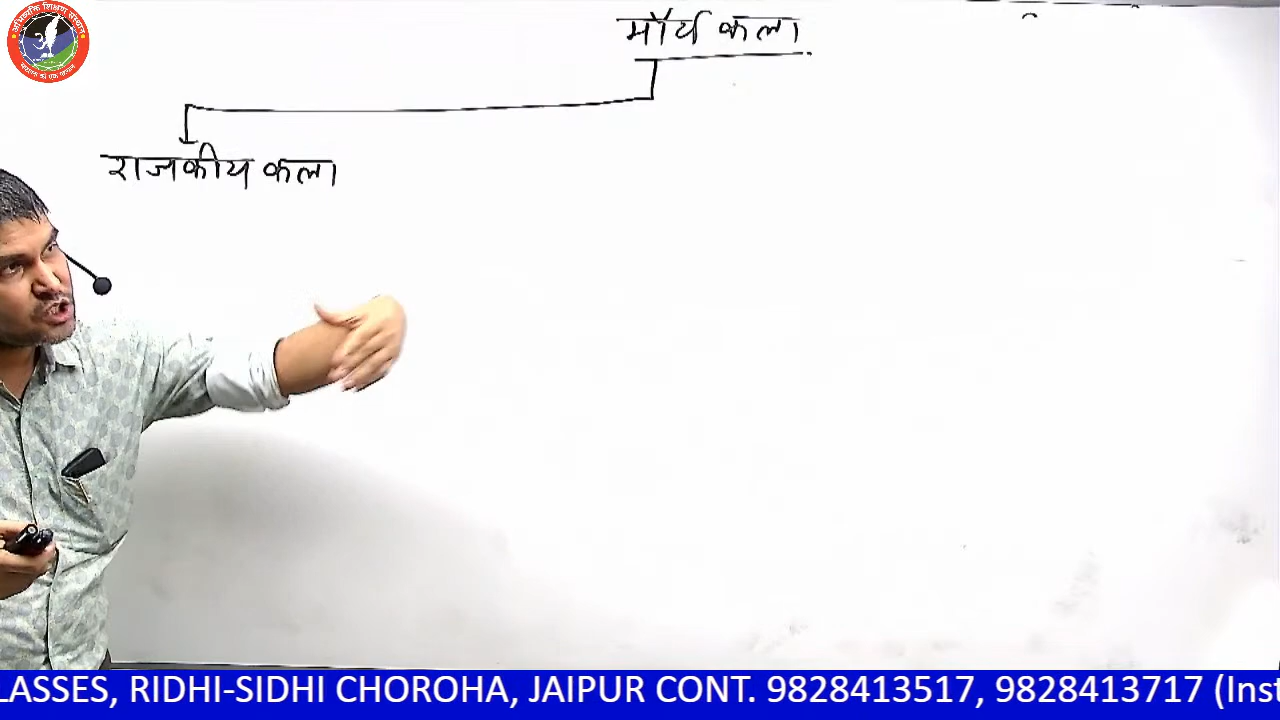 मौर्य कला
राजकीय कला
LASSES, RIDHI-SIDHI CHOROHA, JAIPUR CONT. 9828413517, 9828413717 (Inst